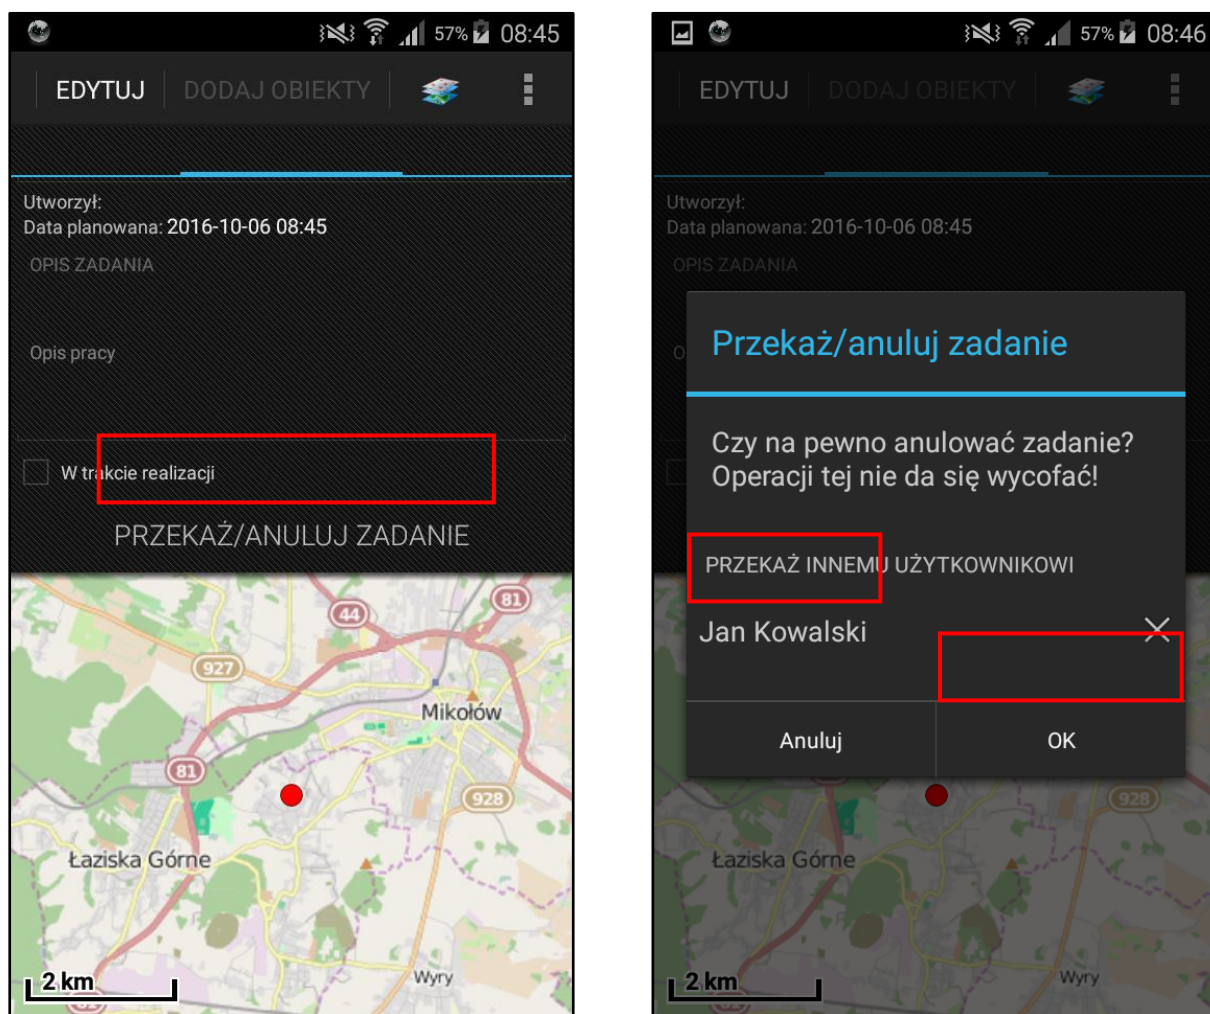 57% 08:45
EDYTUJ DODAJ OBIEKTY
Utworzył:
Data planowana: 2016-10-06 08:45
OPIS ZADANIA
Opis pracy
W trakcie realizacji
PRZEKAŻ/ANULUJ ZADANIE
44
81
927
Mikołów
81
928
Łaziska Górne
Wyry
2 km
57% 08:46
EDYTUJ DODAJ OBIEKTY
Utworzył:
Data planowana: 2016-10-06 08:45
OPIS ZADANIA
Przekaż/anuluj zadanie
Czy na pewno anulować zadanie?
Operacji tej nie da się wycofać!
PRZEKAŻ INNEMU UŻYTKOWNIKOWI
Jan Kowalski
Anuluj OK
928
Łaziska Górne
Wyry
2 km